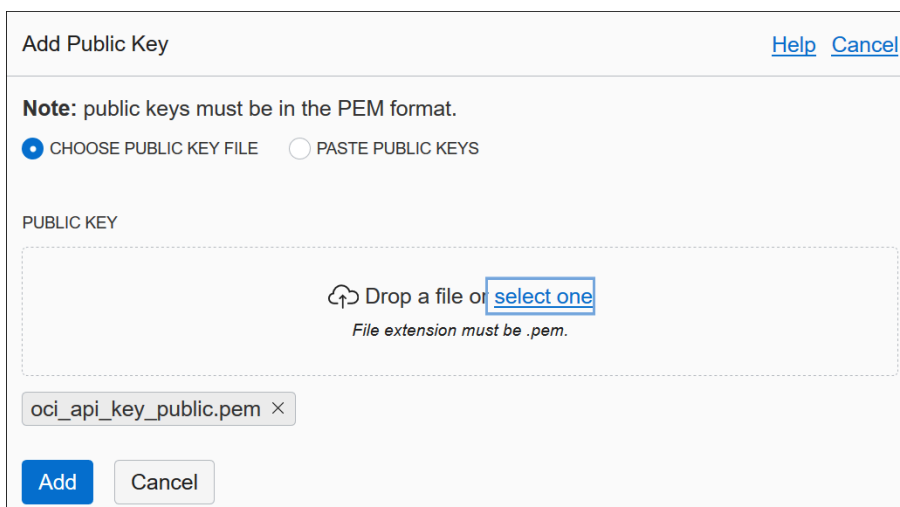 Add Public Key Help Cancel
Note: public keys must be in the PEM format.
CHOOSE PUBLIC KEY FILE PASTE PUBLIC KEYS
PUBLIC KEY
Drop a file or select one
File extension must be .pem.
oci_api_key_public.pem ×
Add Cancel